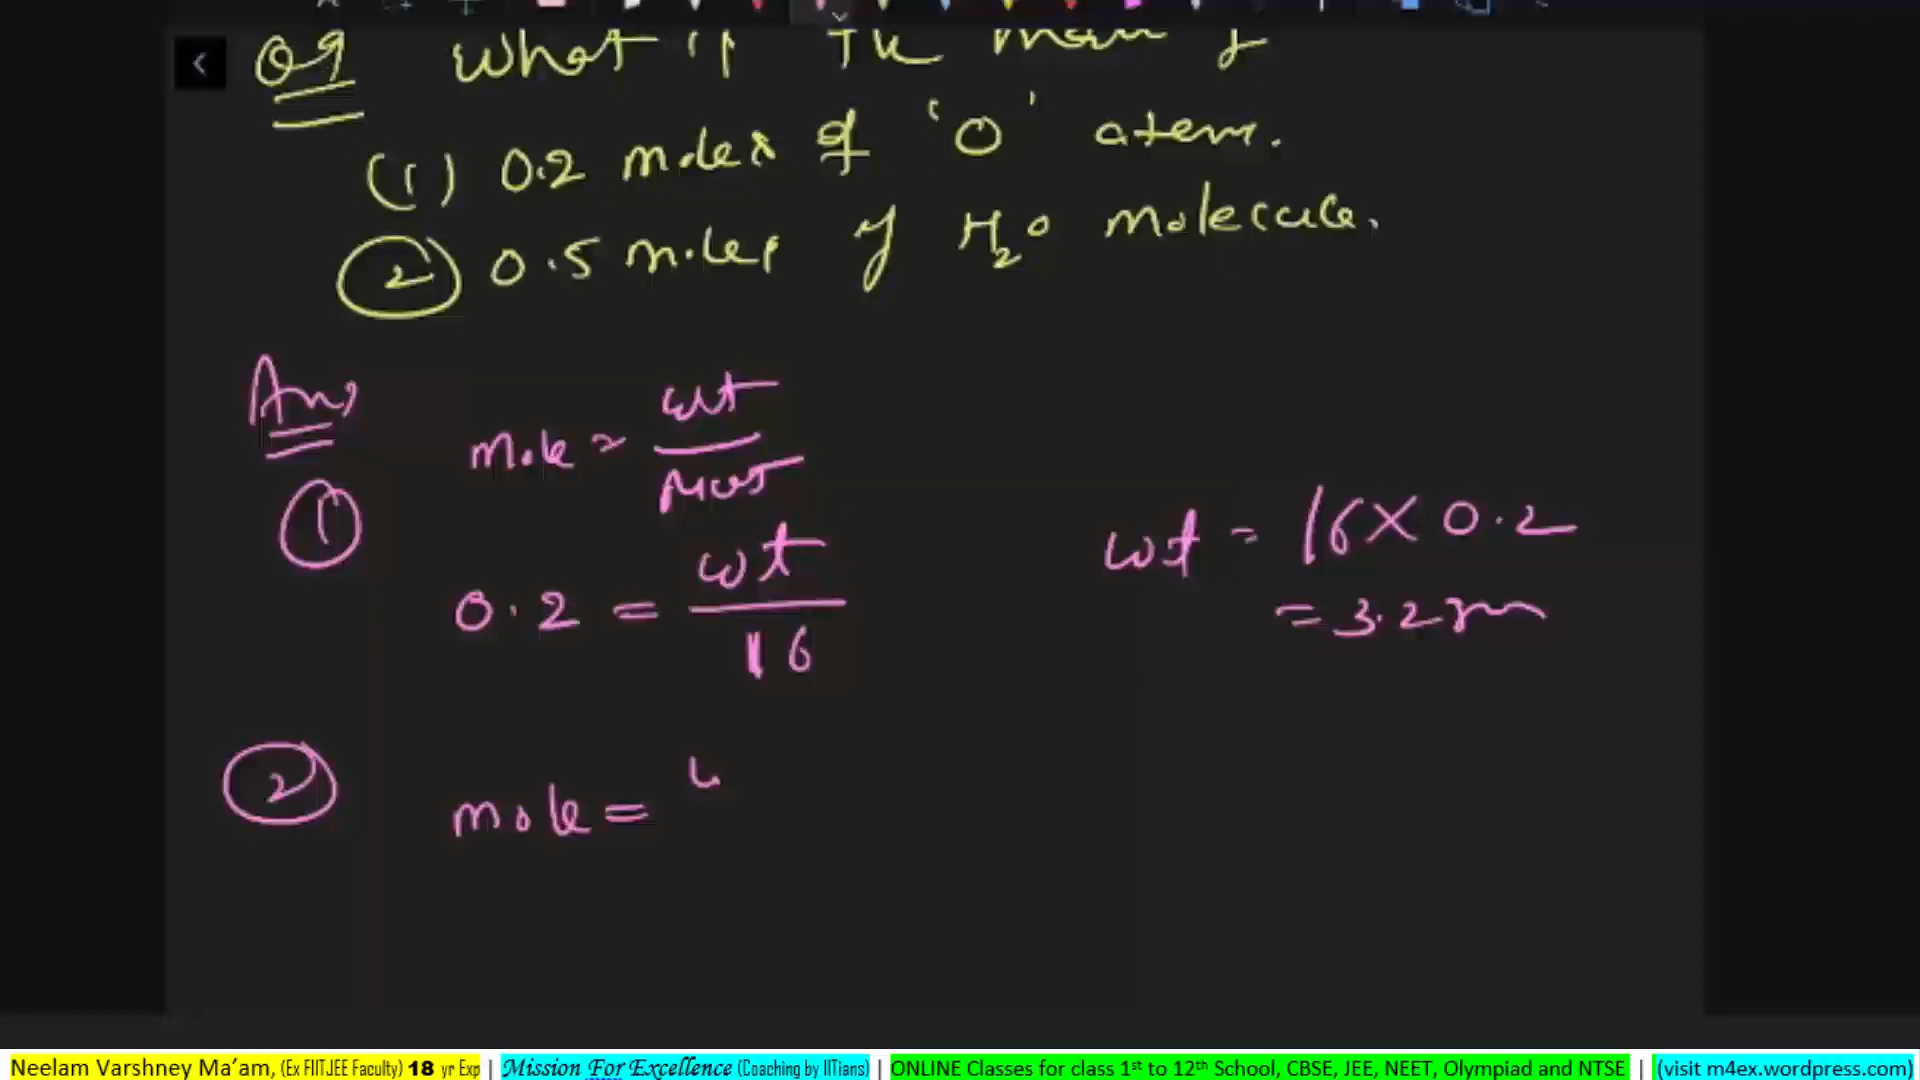 Q9 What is the mass of
(1) 0.2 moles of 'O' atom.
(2) 0.5 moles of H₂O molecule.
Ans
mole = wt / Mwt
(1)
0.2 = wt / 16
wt = 16 × 0.2
= 3.2 gm
(2) mole =
Neelam Varshney Ma'am, (Ex FIITJEE Faculty) 18 yr Exp | Mission For Excellence (Coaching by IITians) | ONLINE Classes for class 1st to 12th School, CBSE, JEE, NEET, Olympiad and NTSE | (visit m4ex.wordpress.com)